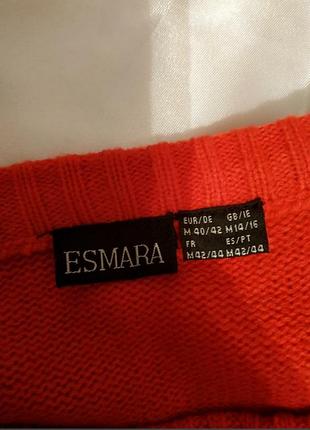 ESMARA
EUR/DE GB/IE
M 40/42 M 14/16
FR ES/PT
M 42/44 M 42/44